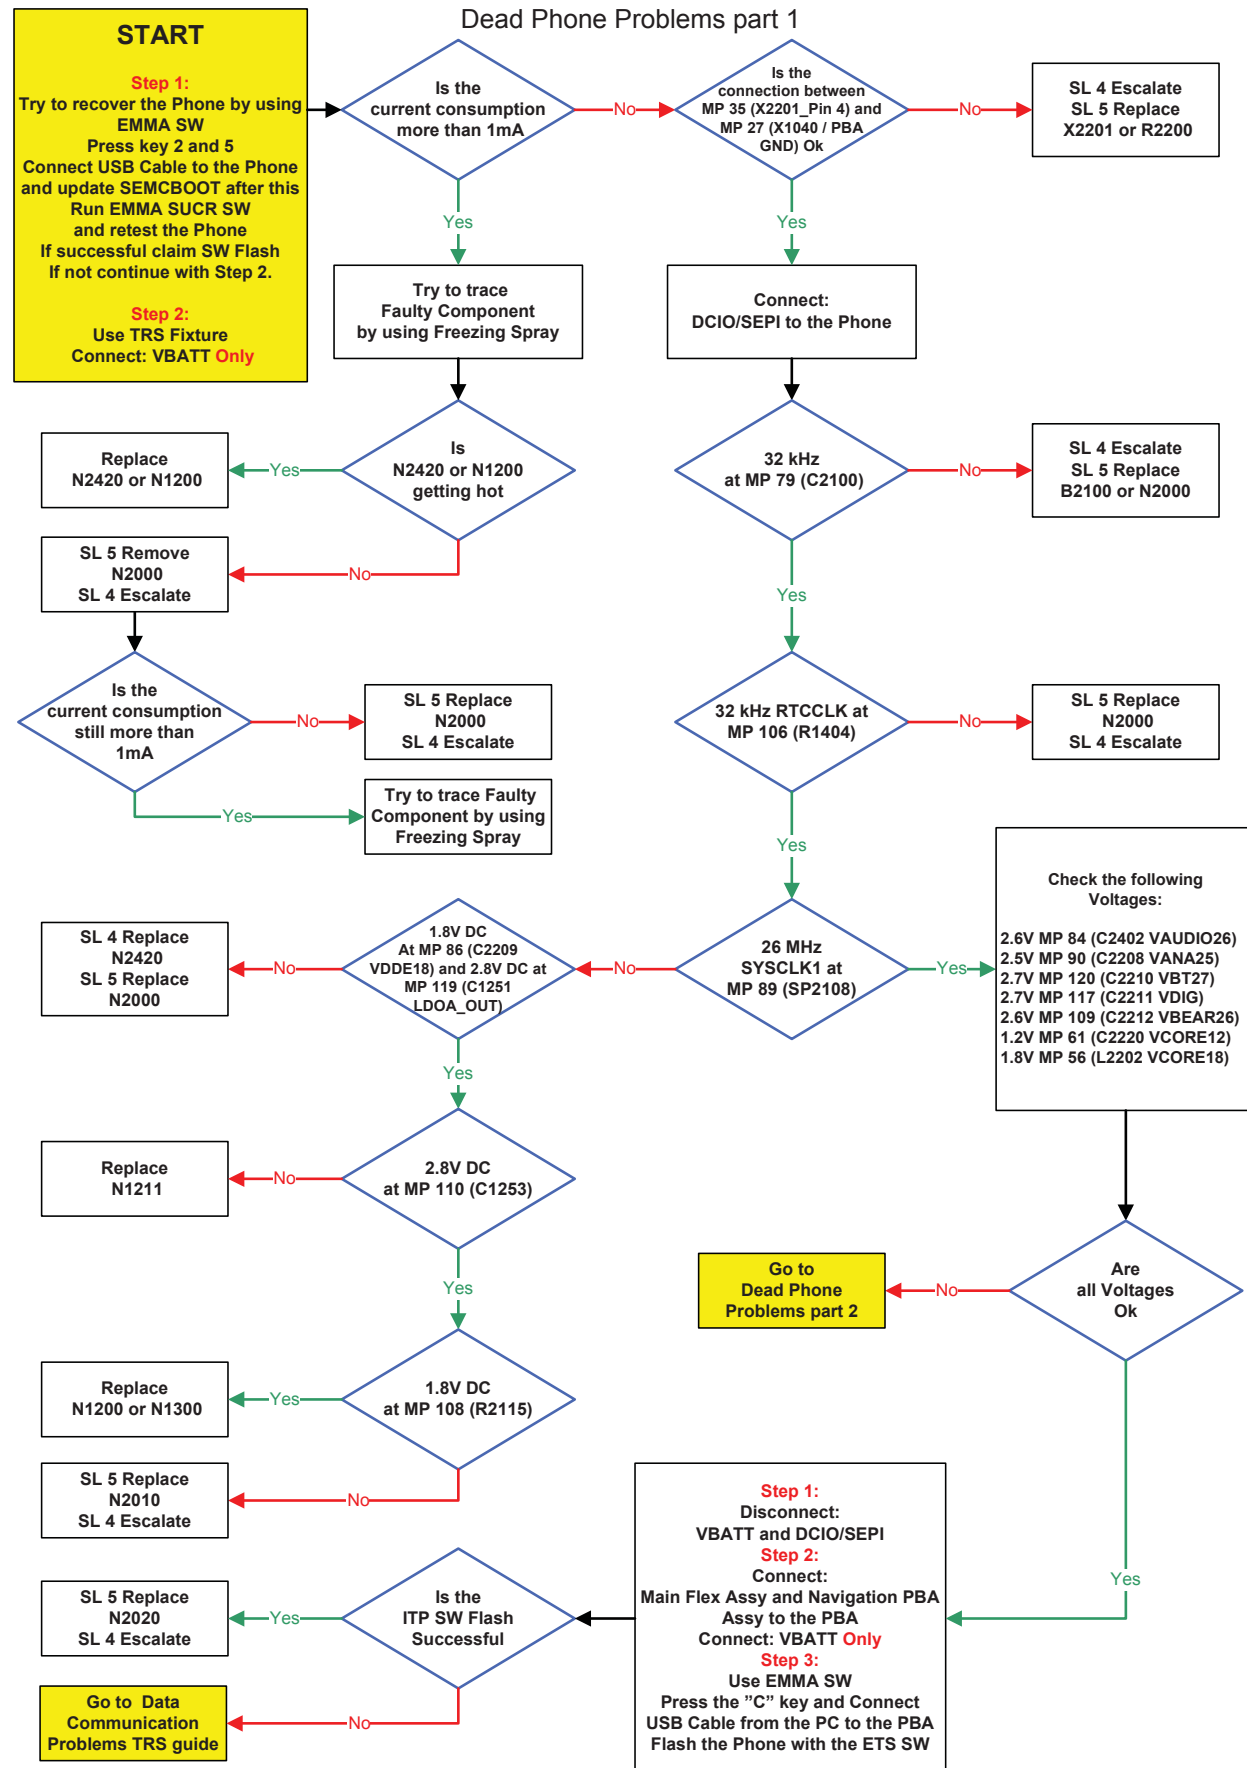 Dead Phone Problems part 1
START
Step 1:
Try to recover the Phone by using
EMMA SW
Press key 2 and 5
Connect USB Cable to the Phone
and update SEMCBOOT after this
Run EMMA SUCR SW
and retest the Phone
If successful claim SW Flash
If not continue with Step 2.
Step 2:
Use TRS Fixture
Connect: VBATT Only
Is the
current consumption
more than 1mA
No
Is the
connection between
MP 35 (X2201_Pin 4) and
MP 27 (X1040 / PBA
GND) Ok
No
SL 4 Escalate
SL 5 Replace
X2201 or R2200
Yes
Yes
Try to trace
Faulty Component
by using Freezing Spray
Connect:
DCIO/SEPI to the Phone
Replace
N2420 or N1200
Yes
Is
N2420 or N1200
getting hot
32 kHz
at MP 79 (C2100)
No
SL 4 Escalate
SL 5 Replace
B2100 or N2000
SL 5 Remove
N2000
SL 4 Escalate
No
Yes
Is the
current consumption
still more than
1mA
No
SL 5 Replace
N2000
SL 4 Escalate
32 kHz RTCCLK at
MP 106 (R1404)
No
SL 5 Replace
N2000
SL 4 Escalate
Yes
Try to trace Faulty
Component by using
Freezing Spray
Yes
Check the following
Voltages:
2.6V MP 84 (C2402 VAUDIO26)
2.5V MP 90 (C2208 VANA25)
2.7V MP 120 (C2210 VBT27)
2.7V MP 117 (C2211 VDIG)
2.6V MP 109 (C2212 VBEAR26)
1.2V MP 61 (C2220 VCORE12)
1.8V MP 56 (L2202 VCORE18)
SL 4 Replace
N2420
SL 5 Replace
N2000
No
1.8V DC
At MP 86 (C2209
VDDE18) and 2.8V DC at
MP 119 (C1251
LDOA_OUT)
No
26 MHz
SYSCLK1 at
MP 89 (SP2108)
Yes
Yes
Replace
N1211
No
2.8V DC
at MP 110 (C1253)
Yes
Go to
Dead Phone
Problems part 2
No
Are
all Voltages
Ok
Replace
N1200 or N1300
Yes
1.8V DC
at MP 108 (R2115)
SL 5 Replace
N2010
SL 4 Escalate
No
Step 1:
Disconnect:
VBATT and DCIO/SEPI
Step 2:
Connect:
Main Flex Assy and Navigation PBA
Assy to the PBA
Connect: VBATT Only
Step 3:
Use EMMA SW
Press the ”C” key and Connect
USB Cable from the PC to the PBA
Flash the Phone with the ETS SW
Yes
SL 5 Replace
N2020
SL 4 Escalate
Yes
Is the
ITP SW Flash
Successful
Go to Data
Communication
Problems TRS guide
No